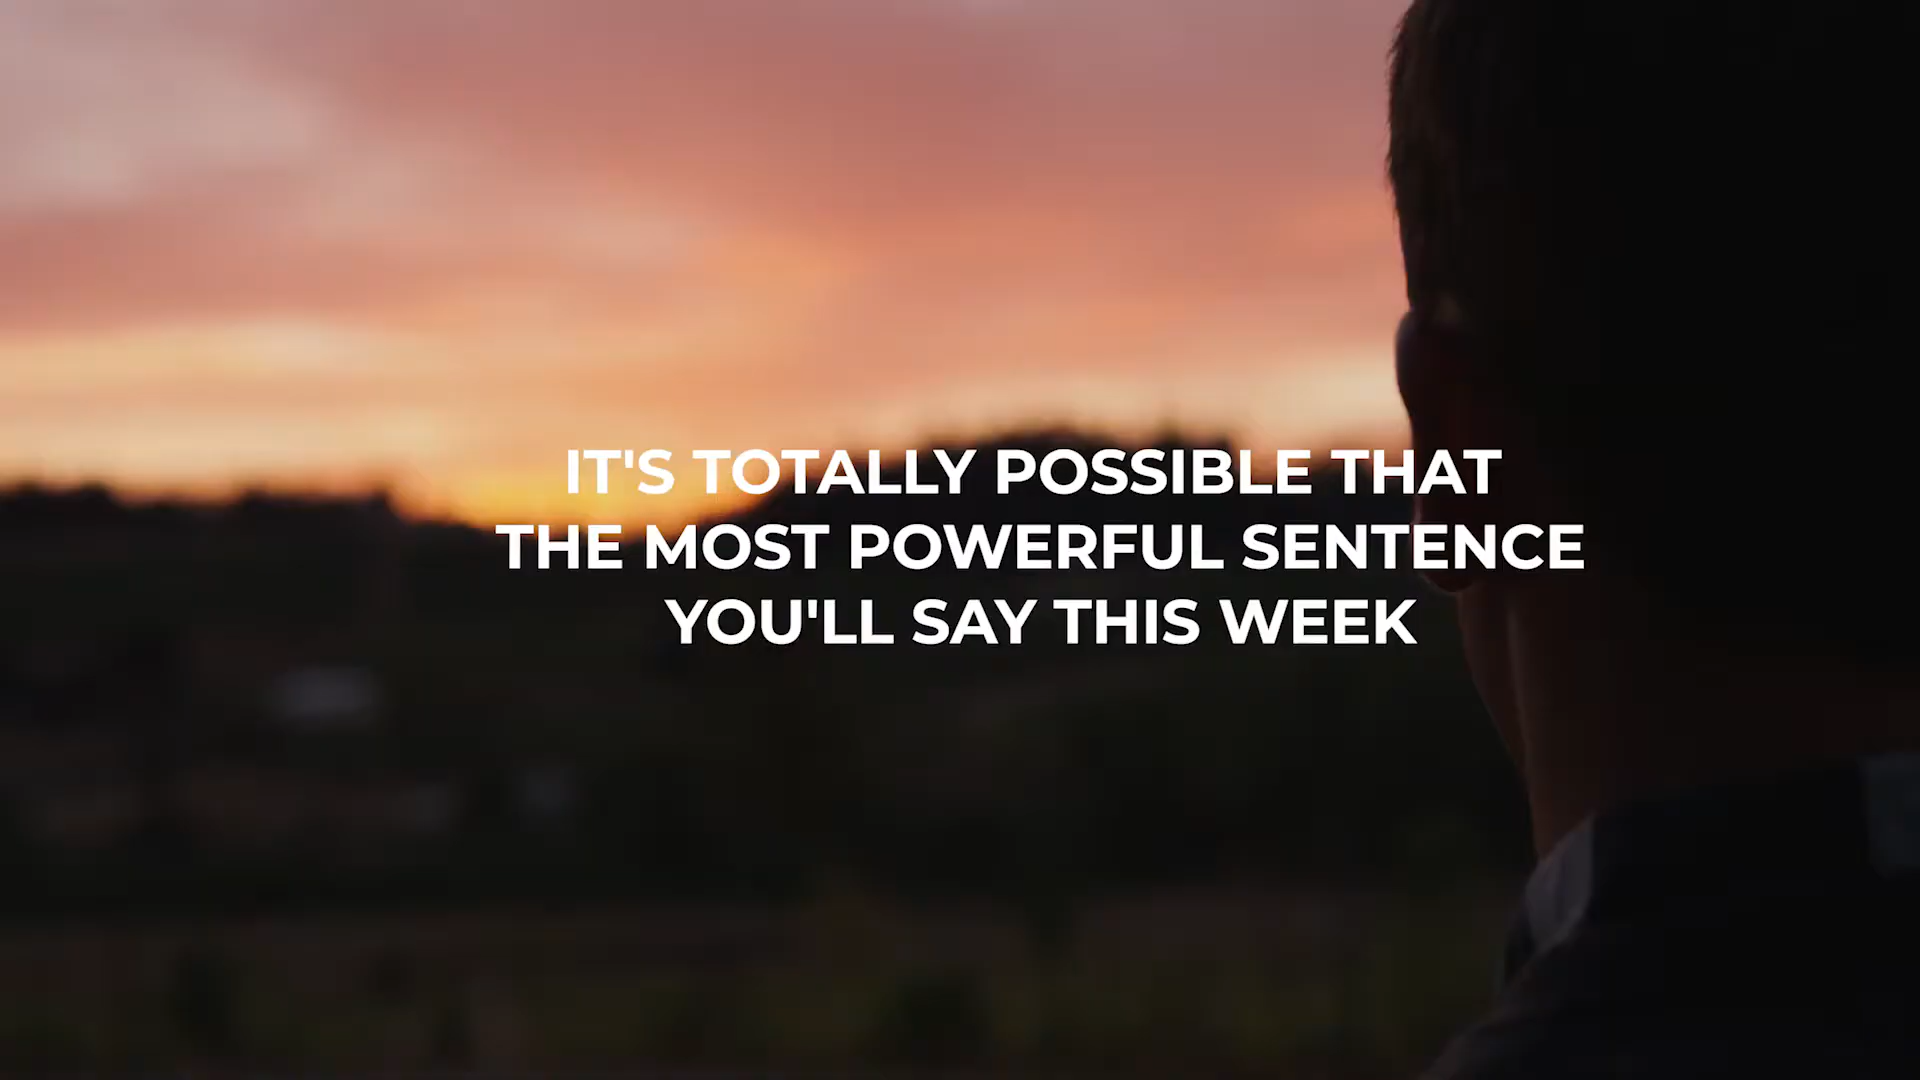 IT'S TOTALLY POSSIBLE THAT
THE MOST POWERFUL SENTENCE
YOU'LL SAY THIS WEEK